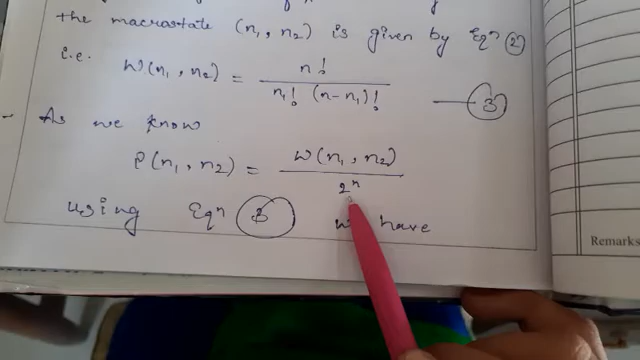 the macrostate (n₁, n₂) is given by Eqⁿ ②
i.e. W(n₁, n₂) = n! / n₁! (n-n₁)! — ③
- As we know
P(n₁, n₂) = W(n₁, n₂) / 2ⁿ
using Eqⁿ ③ we have
Remarks